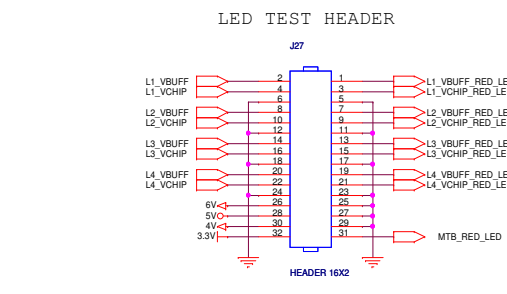 LED TEST HEADER
J27
L1_VBUFF 2 1 L1_VBUFF_RED_LE
L1_VCHIP 4 3 L1_VCHIP_RED_LE
6 5
L2_VBUFF 8 7 L2_VBUFF_RED_LE
L2_VCHIP 10 9 L2_VCHIP_RED_LE
12 11
L3_VBUFF 14 13 L3_VBUFF_RED_LE
L3_VCHIP 16 15 L3_VCHIP_RED_LE
18 17
L4_VBUFF 20 19 L4_VBUFF_RED_LE
L4_VCHIP 22 21 L4_VCHIP_RED_LE
24 23
6V 26 25
5V 28 27
4V 30 29
3.3V 32 31 MTB_RED_LED
HEADER 16X2